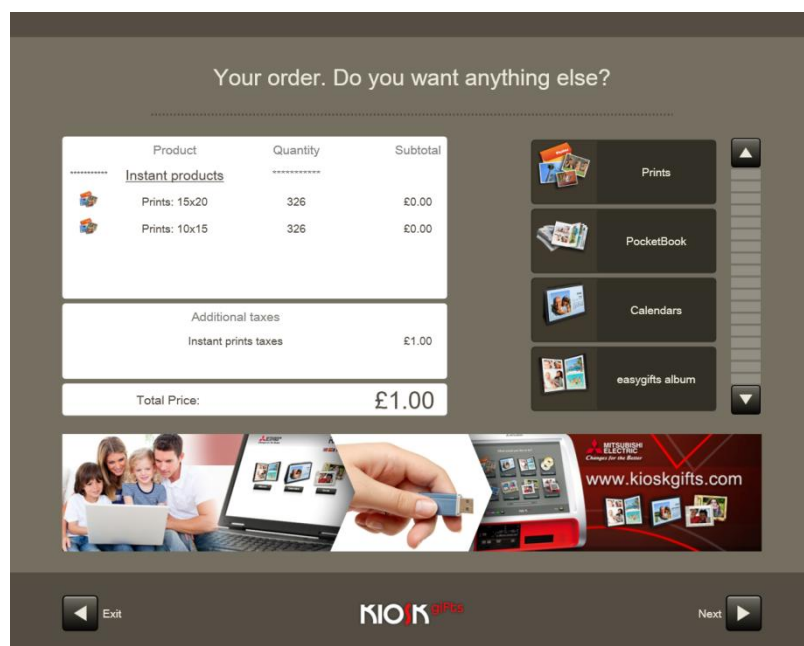 Your order. Do you want anything else?
Product Quantity Subtotal
----------- Instant products -----------
Prints: 15x20 326 £0.00
Prints: 10x15 326 £0.00
Additional taxes
Instant prints taxes £1.00
Total Price: £1.00
Prints
PocketBook
Calendars
easygifts album
MITSUBISHI
ELECTRIC
Changes for the Better
www.kioskgifts.com
Exit
KIOSK gifts
Next